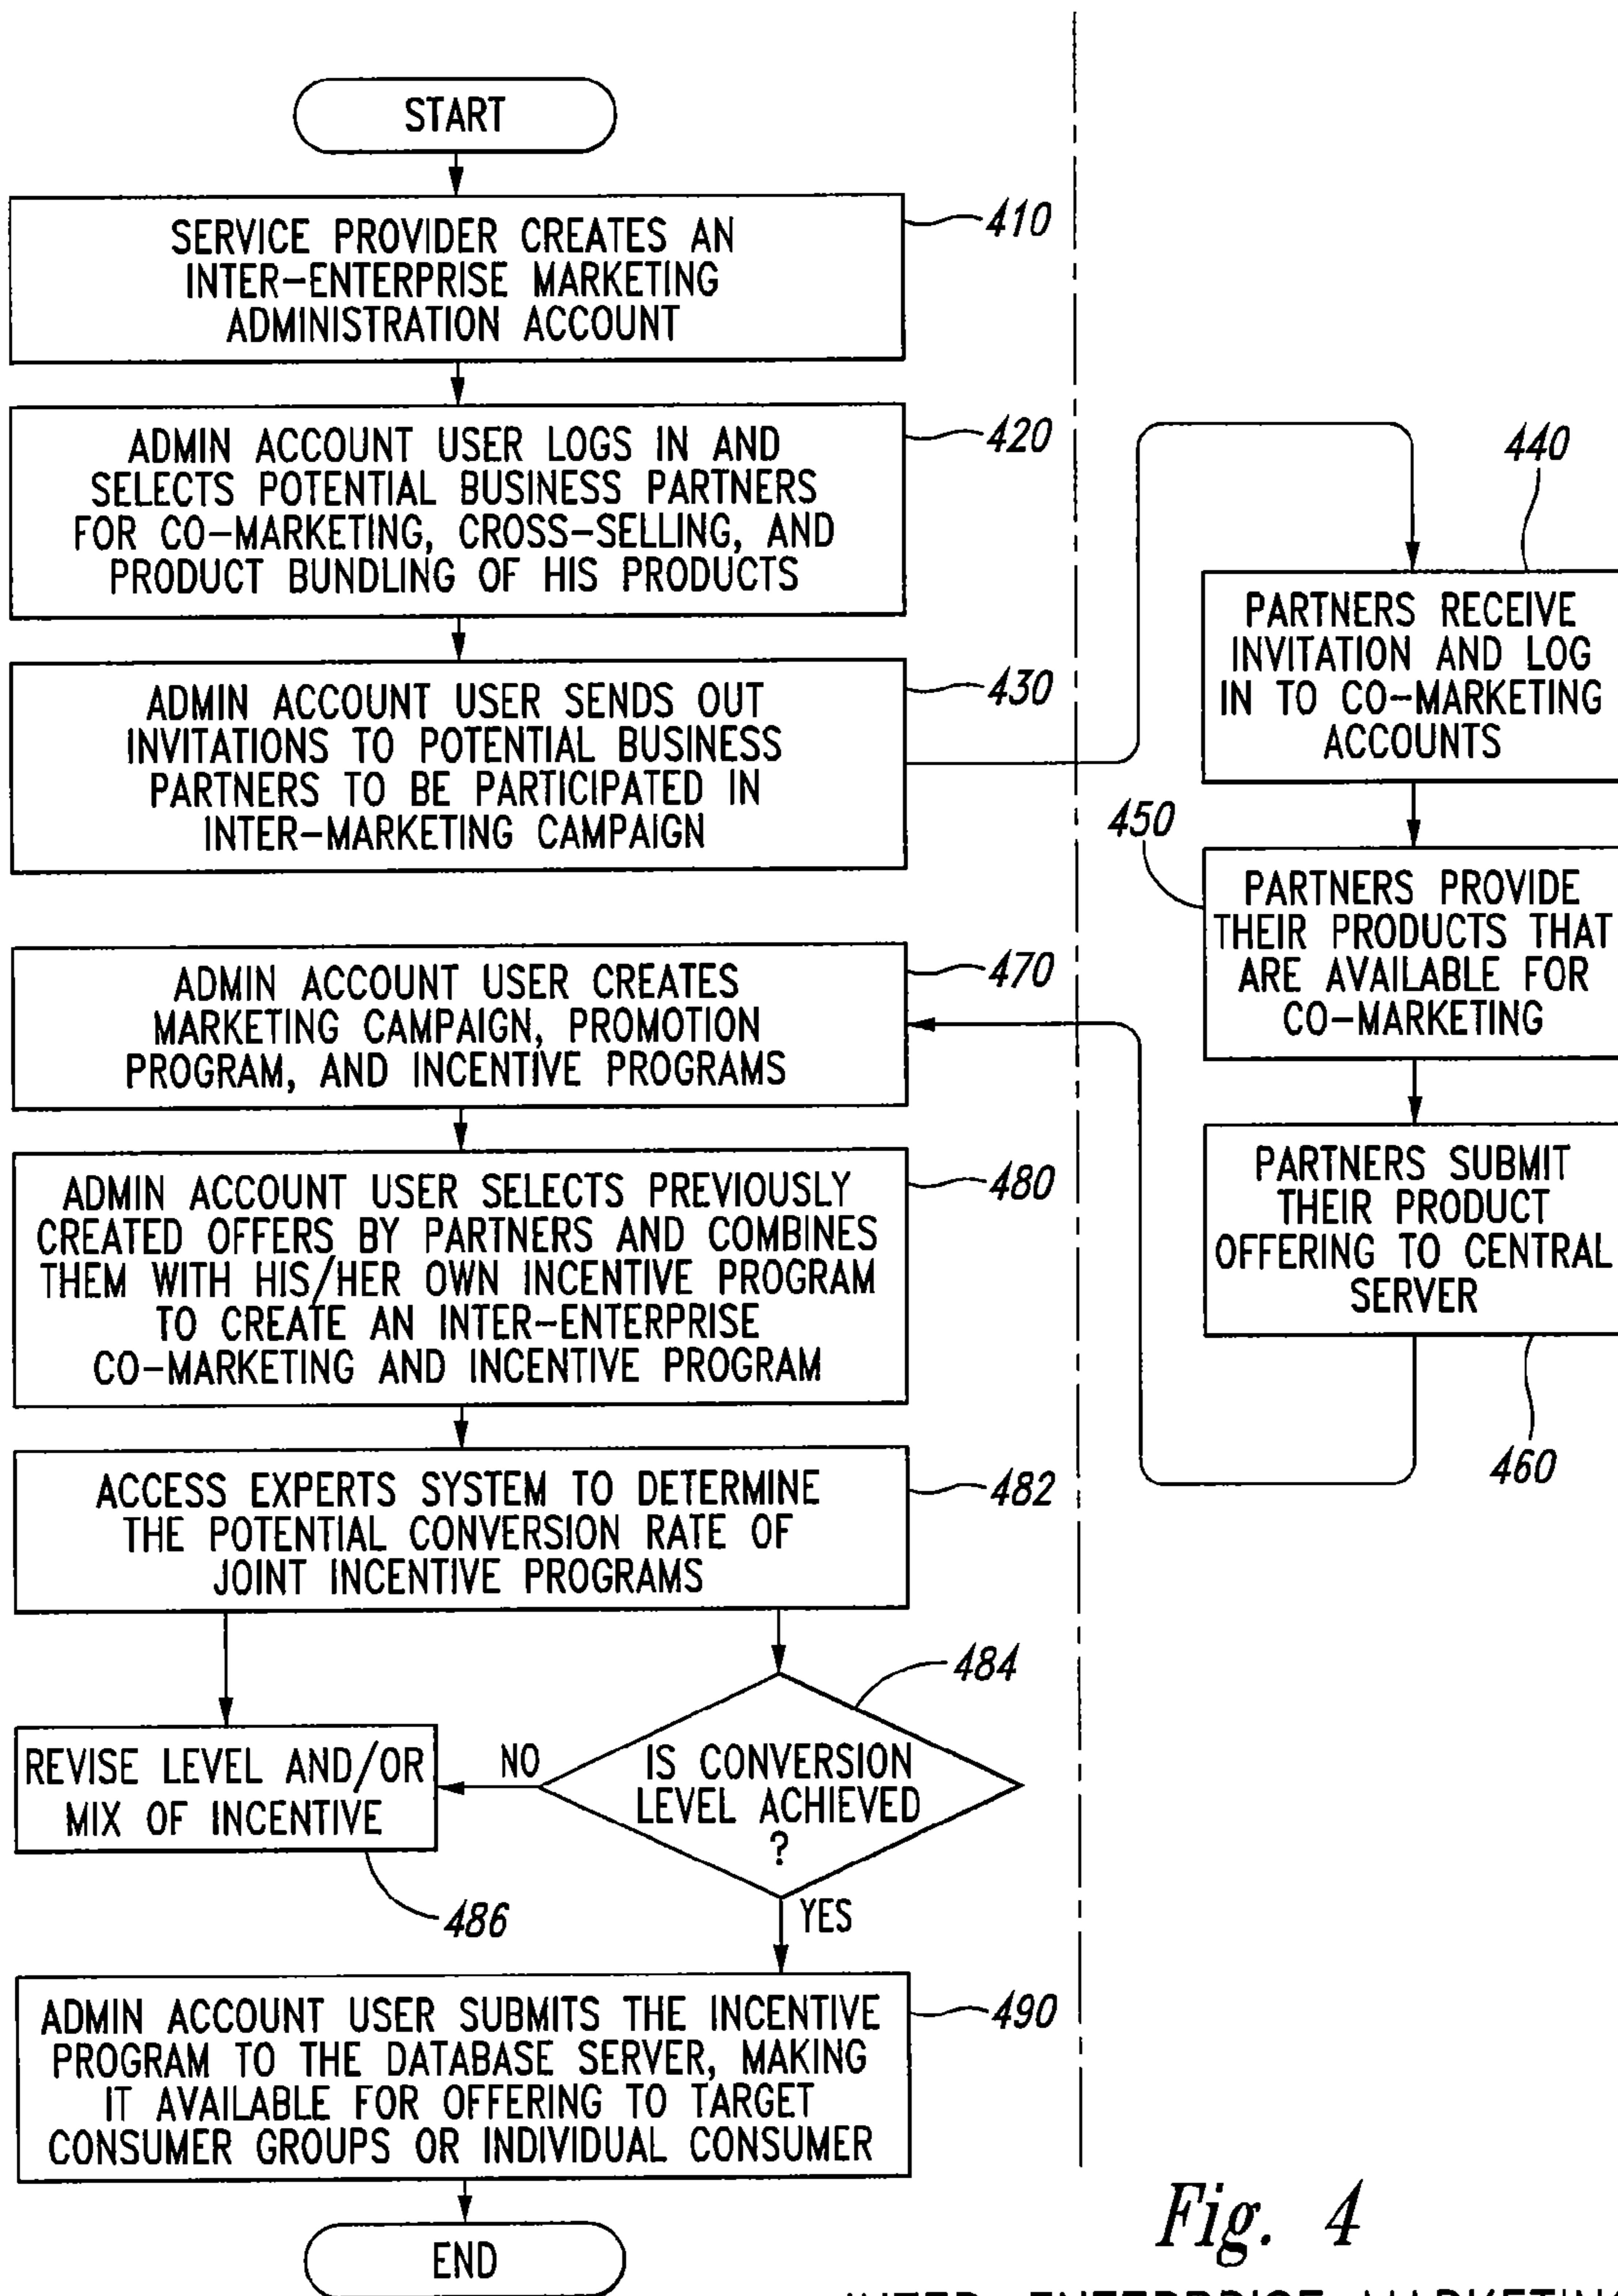 START
SERVICE PROVIDER CREATES AN
INTER-ENTERPRISE MARKETING
ADMINISTRATION ACCOUNT
410
ADMIN ACCOUNT USER LOGS IN AND
SELECTS POTENTIAL BUSINESS PARTNERS
FOR CO-MARKETING, CROSS-SELLING, AND
PRODUCT BUNDLING OF HIS PRODUCTS
420
ADMIN ACCOUNT USER SENDS OUT
INVITATIONS TO POTENTIAL BUSINESS
PARTNERS TO BE PARTICIPATED IN
INTER-MARKETING CAMPAIGN
430
440
PARTNERS RECEIVE
INVITATION AND LOG
IN TO CO-MARKETING
ACCOUNTS
450
PARTNERS PROVIDE
THEIR PRODUCTS THAT
ARE AVAILABLE FOR
CO-MARKETING
PARTNERS SUBMIT
THEIR PRODUCT
OFFERING TO CENTRAL
SERVER
460
ADMIN ACCOUNT USER CREATES
MARKETING CAMPAIGN, PROMOTION
PROGRAM, AND INCENTIVE PROGRAMS
470
ADMIN ACCOUNT USER SELECTS PREVIOUSLY
CREATED OFFERS BY PARTNERS AND COMBINES
THEM WITH HIS/HER OWN INCENTIVE PROGRAM
TO CREATE AN INTER-ENTERPRISE
CO-MARKETING AND INCENTIVE PROGRAM
480
ACCESS EXPERTS SYSTEM TO DETERMINE
THE POTENTIAL CONVERSION RATE OF
JOINT INCENTIVE PROGRAMS
482
484
IS CONVERSION
LEVEL ACHIEVED
?
NO
REVISE LEVEL AND/OR
MIX OF INCENTIVE
486
YES
ADMIN ACCOUNT USER SUBMITS THE INCENTIVE
PROGRAM TO THE DATABASE SERVER, MAKING
IT AVAILABLE FOR OFFERING TO TARGET
CONSUMER GROUPS OR INDIVIDUAL CONSUMER
490
END
Fig. 4
INTER-ENTERPRISE MARKETING